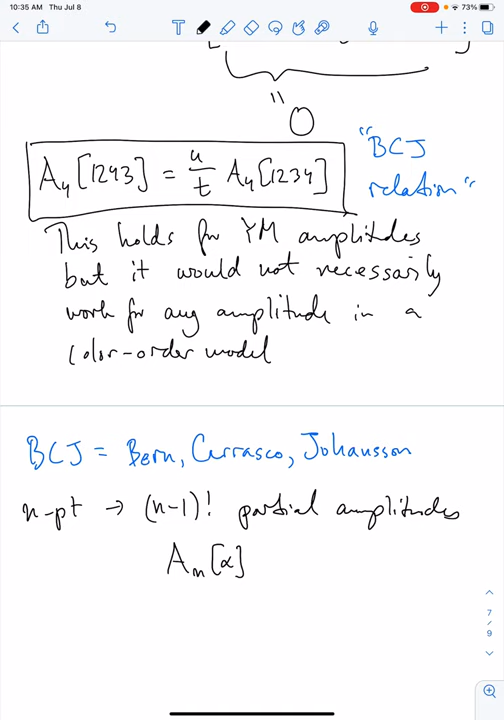 10:35 AM Thu Jul 8
73%
T
"
O
A₄[1243] = u/t A₄[1234]
"BCJ
relation"
This holds for YM amplitudes
but it would not necessarily
work for any amplitude in a
color-order model
BCJ = Bern, Carrasco, Johansson
n-pt → (n-1)! partial amplitudes
Aₙ[α]
7
/
9